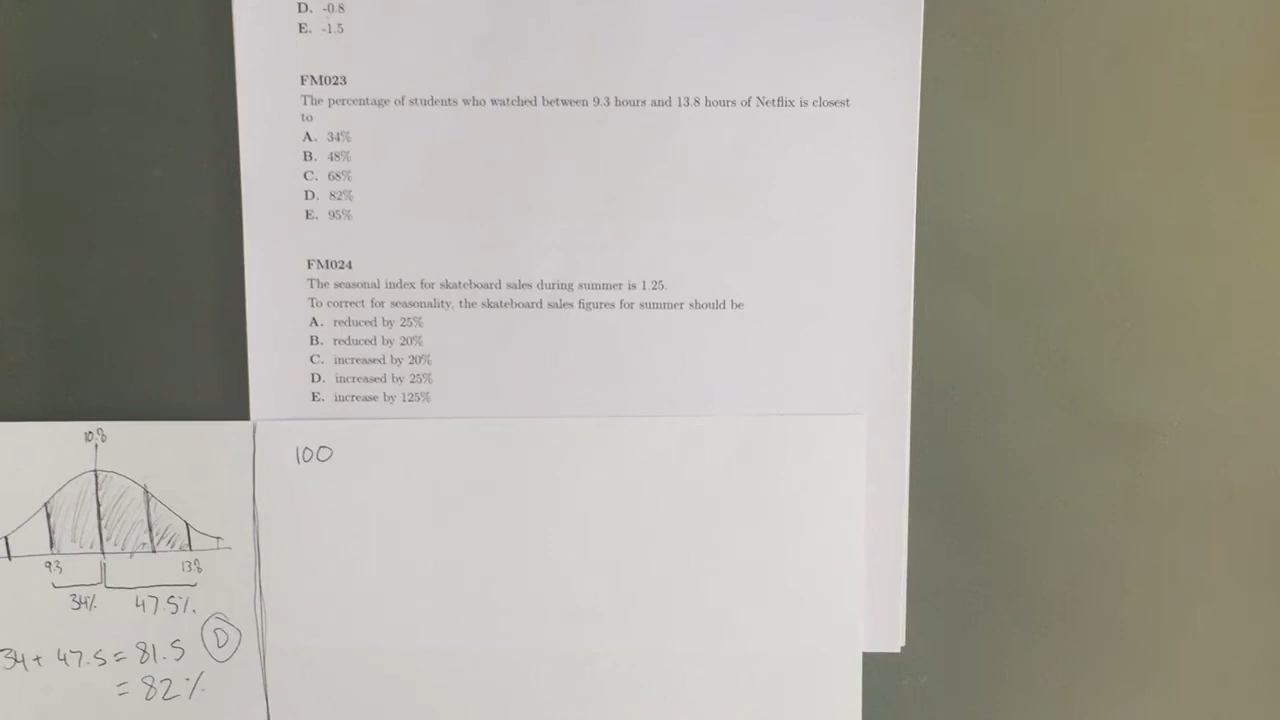 D. -0.8
E. -1.5
FM023
The percentage of students who watched between 9.3 hours and 13.8 hours of Netflix is closest
to
A. 34%
B. 48%
C. 68%
D. 82%
E. 95%
FM024
The seasonal index for skateboard sales during summer is 1.25.
To correct for seasonality, the skateboard sales figures for summer should be
A. reduced by 25%
B. reduced by 20%
C. increased by 20%
D. increased by 25%
E. increase by 125%
10.8
9.3 13.8
34% 47.5%
34 + 47.5 = 81.5 D
= 82%
100